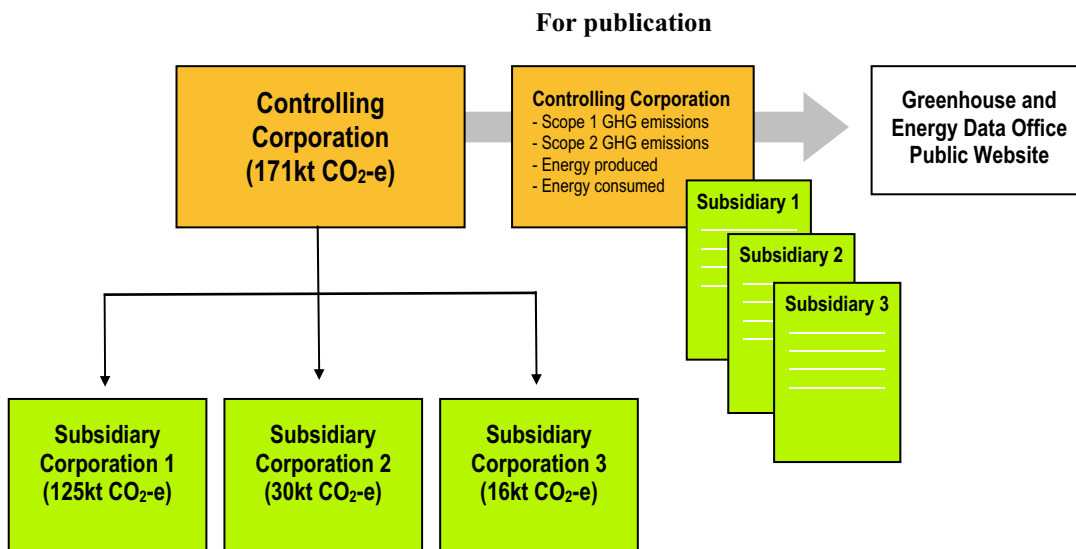 For publication
Controlling
Corporation
(171kt CO₂-e)
Controlling Corporation
- Scope 1 GHG emissions
- Scope 2 GHG emissions
- Energy produced
- Energy consumed
Greenhouse and
Energy Data Office
Public Website
Subsidiary 1
Subsidiary 2
Subsidiary 3
Subsidiary
Corporation 1
(125kt CO₂-e)
Subsidiary
Corporation 2
(30kt CO₂-e)
Subsidiary
Corporation 3
(16kt CO₂-e)